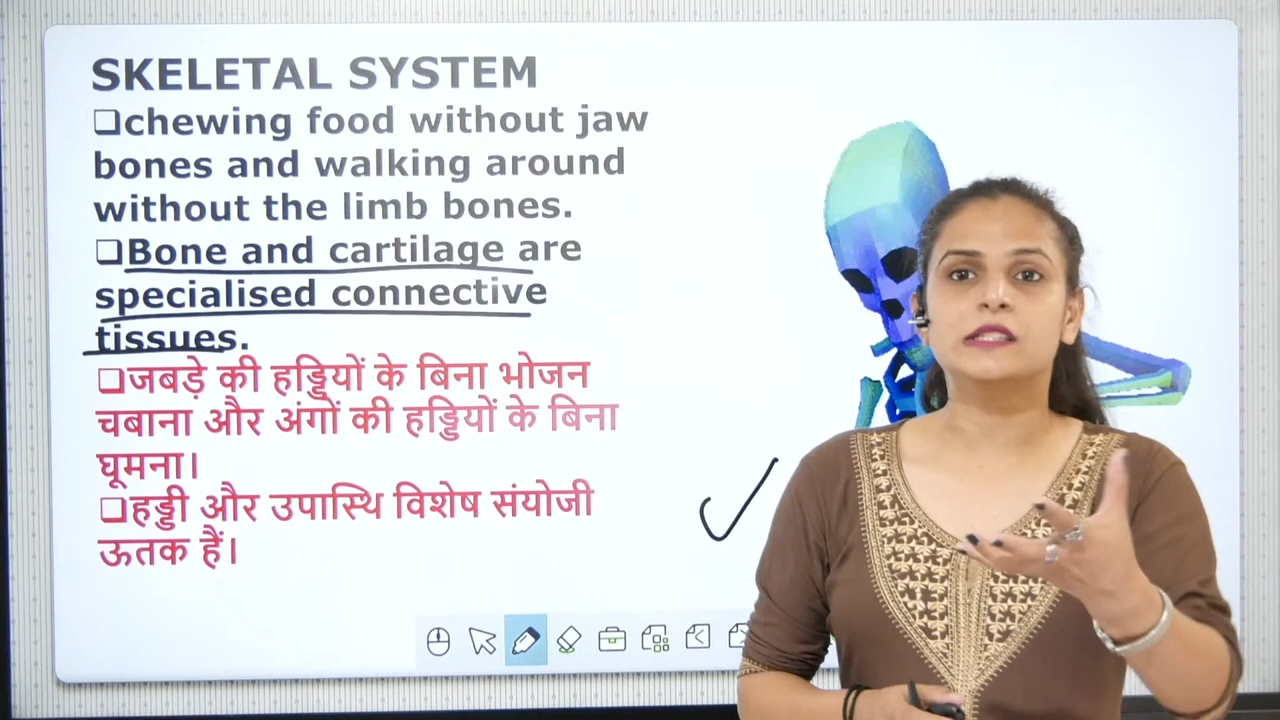 SKELETAL SYSTEM
❑chewing food without jaw
bones and walking around
without the limb bones.
❑Bone and cartilage are
specialised connective
tissues.
❑जबड़े की हड्डियों के बिना भोजन
चबाना और अंगों की हड्डियों के बिना
घूमना।
❑हड्डी और उपास्थि विशेष संयोजी
ऊतक हैं।